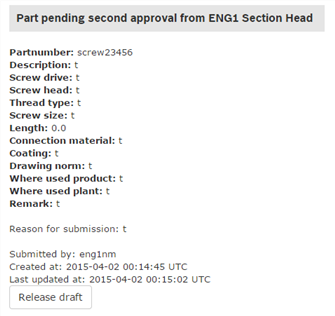 Part pending second approval from ENG1 Section Head
Partnumber: screw23456
Description: t
Screw drive: t
Screw head: t
Thread type: t
Screw size: t
Length: 0.0
Connection material: t
Coating: t
Drawing norm: t
Where used product: t
Where used plant: t
Remark: t
Reason for submission: t
Submitted by: eng1nm
Created at: 2015-04-02 00:14:45 UTC
Last updated at: 2015-04-02 00:15:02 UTC
Release draft